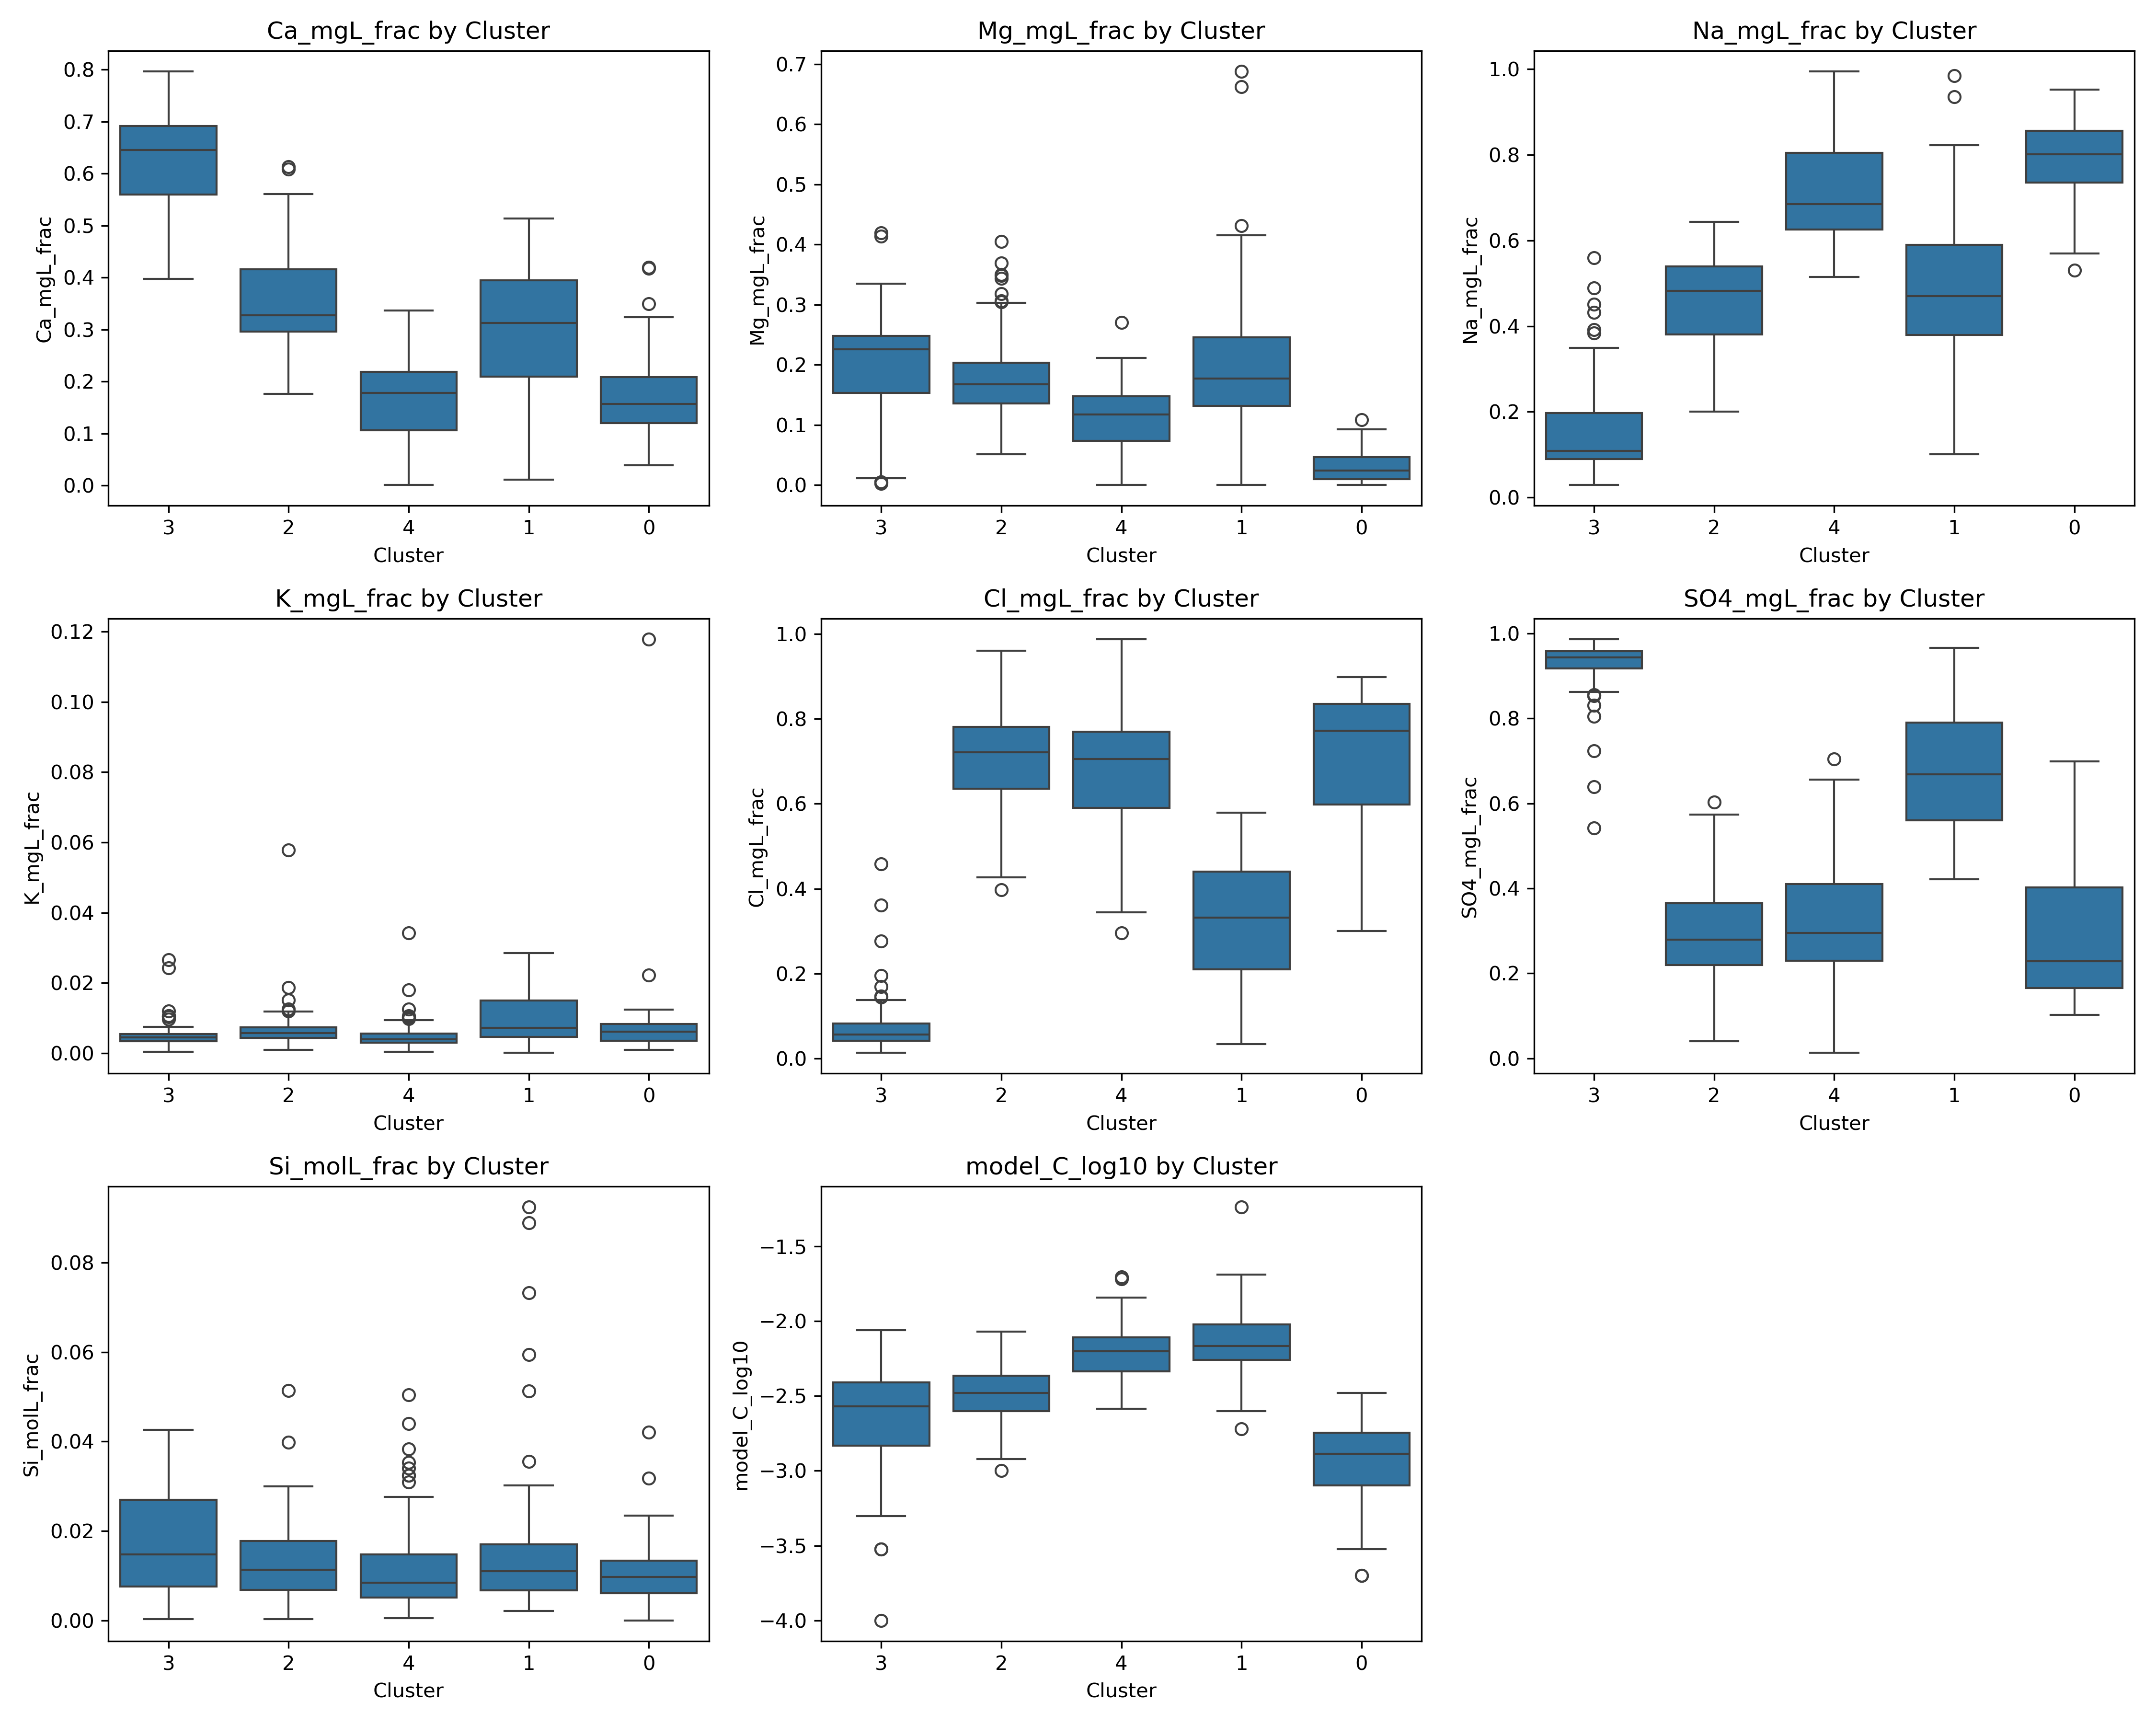 Ca_mgL_frac by Cluster
Ca_mgL_frac
0.8
0.7
0.6
0.5
0.4
0.3
0.2
0.1
0.0
3 2 4 1 0
Cluster
Mg_mgL_frac by Cluster
Mg_mgL_frac
0.7
0.6
0.5
0.4
0.3
0.2
0.1
0.0
3 2 4 1 0
Cluster
Na_mgL_frac by Cluster
Na_mgL_frac
1.0
0.8
0.6
0.4
0.2
0.0
3 2 4 1 0
Cluster
K_mgL_frac by Cluster
K_mgL_frac
0.12
0.10
0.08
0.06
0.04
0.02
0.00
3 2 4 1 0
Cluster
Cl_mgL_frac by Cluster
Cl_mgL_frac
1.0
0.8
0.6
0.4
0.2
0.0
3 2 4 1 0
Cluster
SO4_mgL_frac by Cluster
SO4_mgL_frac
1.0
0.8
0.6
0.4
0.2
0.0
3 2 4 1 0
Cluster
Si_molL_frac by Cluster
Si_molL_frac
0.08
0.06
0.04
0.02
0.00
3 2 4 1 0
Cluster
model_C_log10 by Cluster
model_C_log10
−1.5
−2.0
−2.5
−3.0
−3.5
−4.0
3 2 4 1 0
Cluster